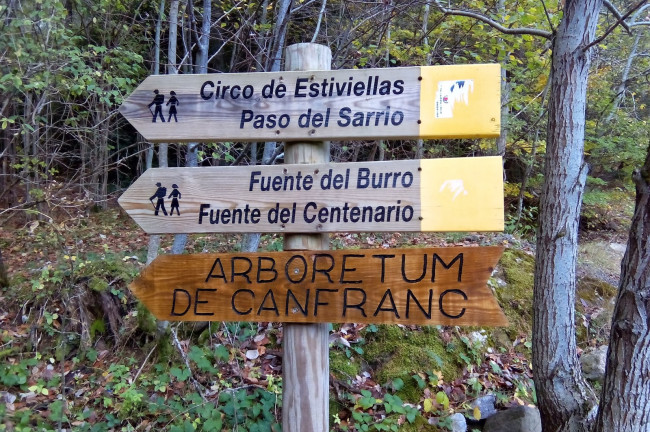 Circo de Estiviellas
Paso del Sarrio
Fuente del Burro
Fuente del Centenario
ARBORETUM
DE CANFRANC